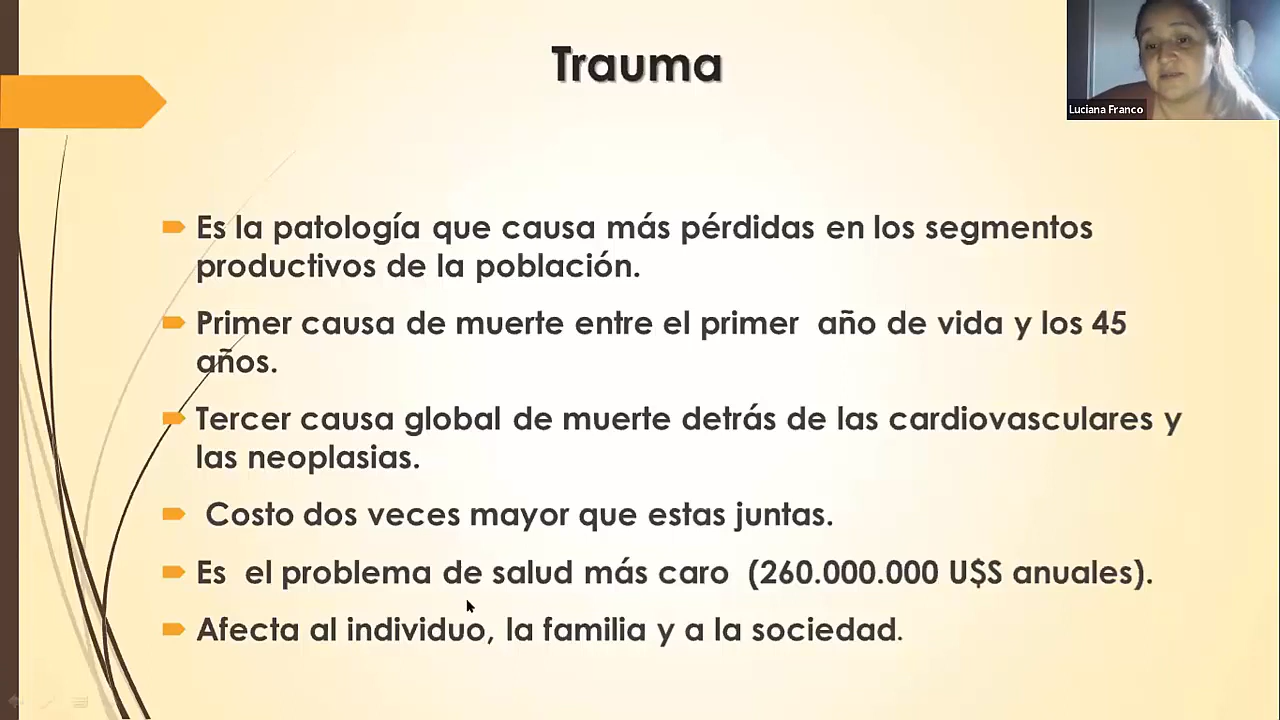 Trauma
Luciana Franco
Es la patología que causa más pérdidas en los segmentos
productivos de la población.
Primer causa de muerte entre el primer  año de vida y los 45
años.
Tercer causa global de muerte detrás de las cardiovasculares y
las neoplasias.
Costo dos veces mayor que estas juntas.
Es  el problema de salud más caro  (260.000.000 U$S anuales).
Afecta al individuo, la familia y a la sociedad.